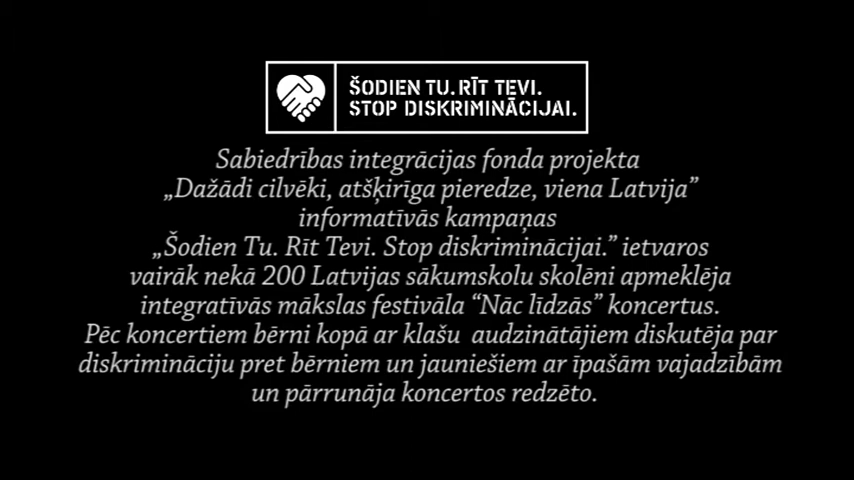 ŠODIEN TU. RĪT TEVI.
STOP DISKRIMINĀCIJAI.
Sabiedrības integrācijas fonda projekta
„Dažādi cilvēki, atšķirīga pieredze, viena Latvija”
informatīvās kampaņas
„Šodien Tu. Rīt Tevi. Stop diskriminācijai.” ietvaros
vairāk nekā 200 Latvijas sākumskolu skolēni apmeklēja
integratīvās mākslas festivāla “Nāc līdzās” koncertus.
Pēc koncertiem bērni kopā ar klašu audzinātājiem diskutēja par
diskrimināciju pret bērniem un jauniešiem ar īpašām vajadzībām
un pārrunāja koncertos redzēto.